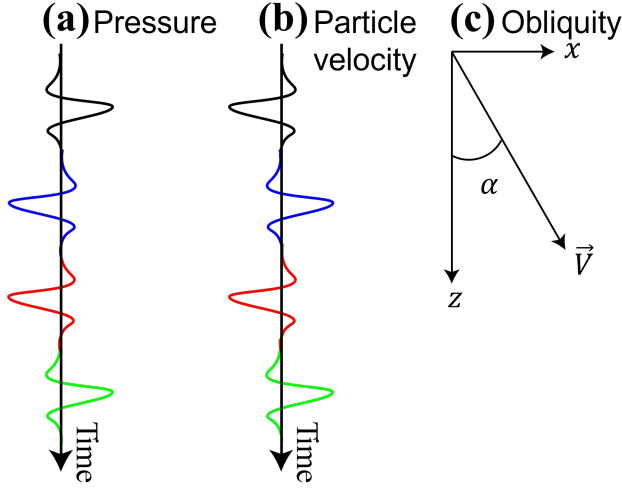 (a) Pressure
(b) Particle
velocity
(c) Obliquity
x
α
V⃗
z
Time
Time